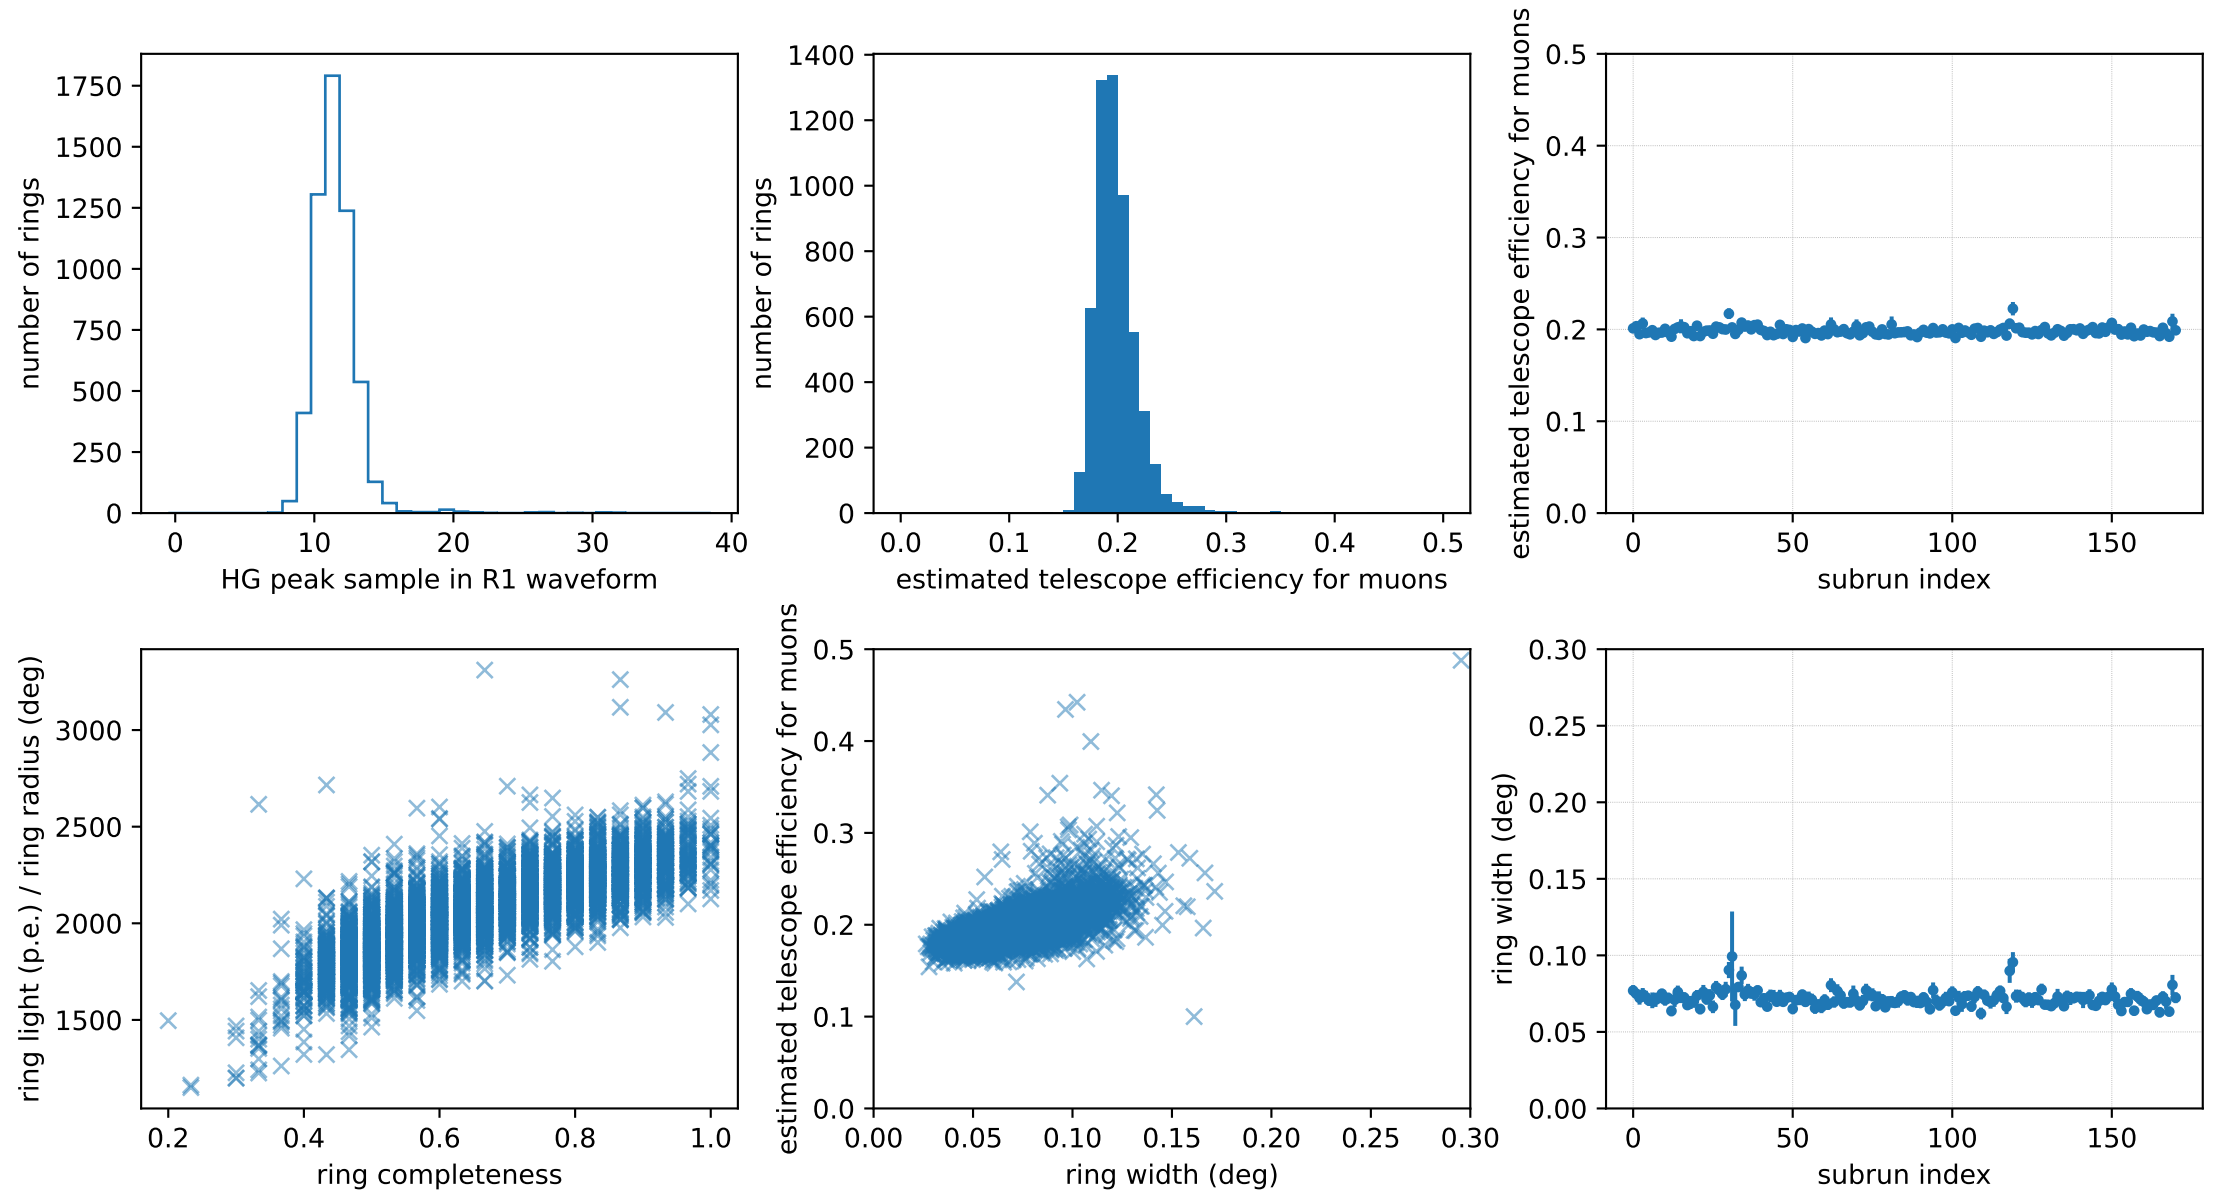 1750
1500
1250
1000
750
500
250
0
number of rings
0 10 20 30 40
HG peak sample in R1 waveform
1400
1200
1000
800
600
400
200
0
number of rings
0.0 0.1 0.2 0.3 0.4 0.5
estimated telescope efficiency for muons
0.5
0.4
0.3
0.2
0.1
0.0
estimated telescope efficiency for muons
0 50 100 150
subrun index
3000
2500
2000
1500
ring light (p.e.) / ring radius (deg)
0.2 0.4 0.6 0.8 1.0
ring completeness
0.5
0.4
0.3
0.2
0.1
0.0
estimated telescope efficiency for muons
0.00 0.05 0.10 0.15 0.20 0.25 0.30
ring width (deg)
0.30
0.25
0.20
0.15
0.10
0.05
0.00
ring width (deg)
0 50 100 150
subrun index